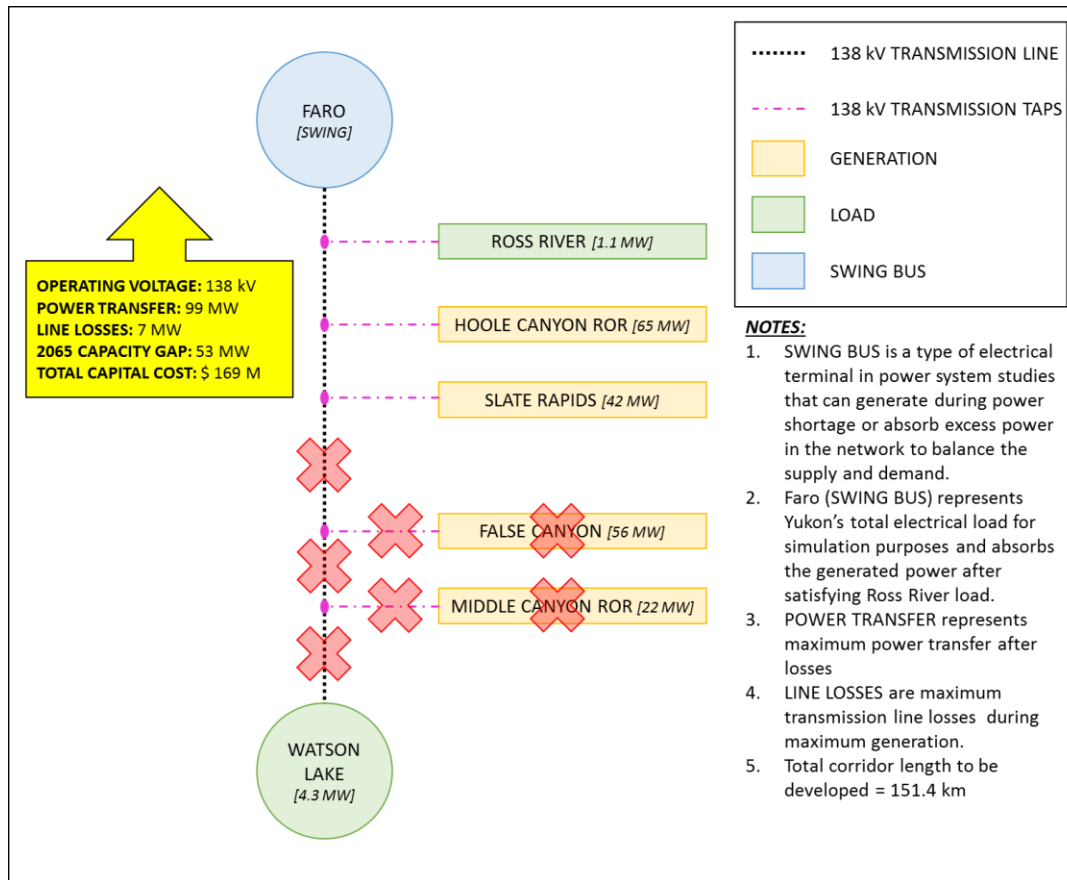 FARO
[SWING]
OPERATING VOLTAGE: 138 kV
POWER TRANSFER: 99 MW
LINE LOSSES: 7 MW
2065 CAPACITY GAP: 53 MW
TOTAL CAPITAL COST: $ 169 M
ROSS RIVER [1.1 MW]
HOOLE CANYON ROR [65 MW]
SLATE RAPIDS [42 MW]
FALSE CANYON [56 MW]
MIDDLE CANYON ROR [22 MW]
WATSON
LAKE
[4.3 MW]
138 kV TRANSMISSION LINE
138 kV TRANSMISSION TAPS
GENERATION
LOAD
SWING BUS
NOTES:
1. SWING BUS is a type of electrical
terminal in power system studies
that can generate during power
shortage or absorb excess power
in the network to balance the
supply and demand.
2. Faro (SWING BUS) represents
Yukon's total electrical load for
simulation purposes and absorbs
the generated power after
satisfying Ross River load.
3. POWER TRANSFER represents
maximum power transfer after
losses
4. LINE LOSSES are maximum
transmission line losses during
maximum generation.
5. Total corridor length to be
developed = 151.4 km